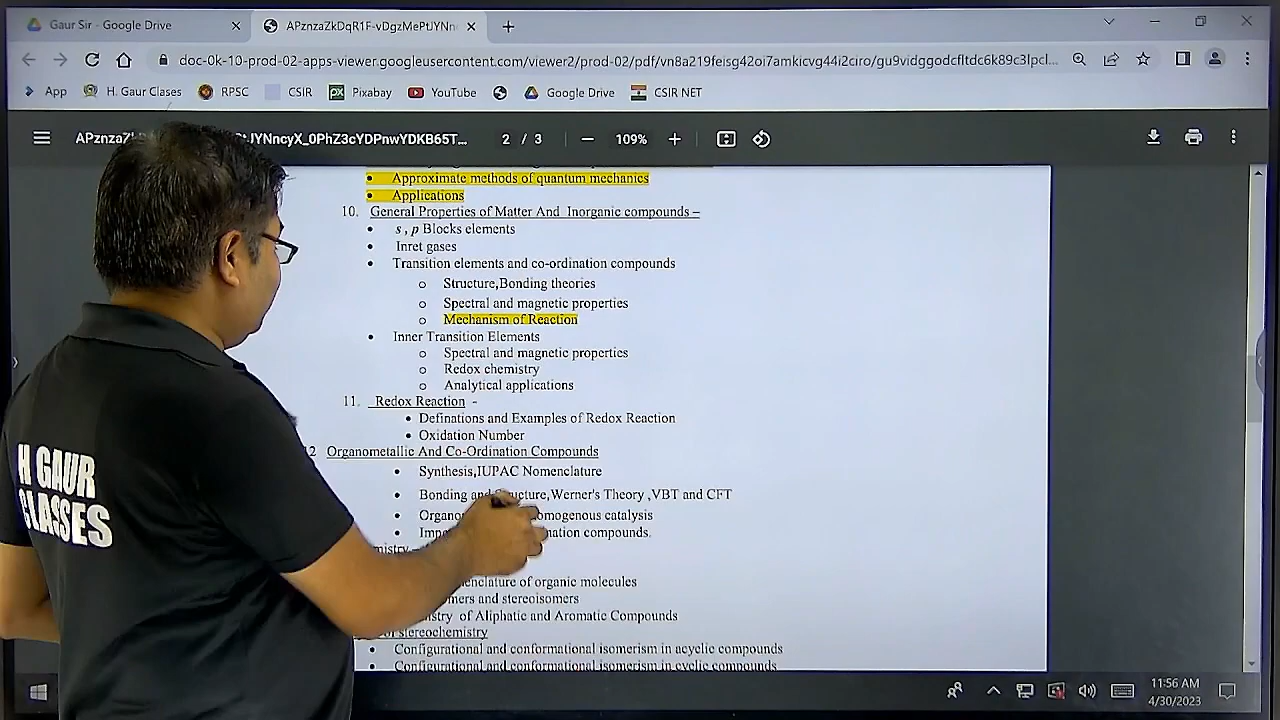 Gaur Sir - Google Drive
APznzaZkDqR1F-vDgzMePtJYNn
doc-0k-10-prod-02-apps-viewer.googleusercontent.com/viewer2/prod-02/pdf/vn8a219feisg42oi7amkicvg44i2ciro/gu9vidggodcfltdc6k89c3lpcl...
App H. Gaur Clases RPSC CSIR Pixabay YouTube Google Drive CSIR NET
JYNncyX_0PhZ3cYDPnwYDKB65T... 2 / 3 109%
• Approximate methods of quantum mechanics
• Applications
10. General Properties of Matter And Inorganic compounds –
• s , p Blocks elements
• Inret gases
• Transition elements and co-ordination compounds
o Structure,Bonding theories
o Spectral and magnetic properties
o Mechanism of Reaction
• Inner Transition Elements
o Spectral and magnetic properties
o Redox chemistry
o Analytical applications
11. Redox Reaction -
• Definitions and Examples of Redox Reaction
• Oxidation Number
12 Organometallic And Co-Ordination Compounds
• Synthesis,IUPAC Nomenclature
• Bonding and Structure,Werner's Theory ,VBT and CFT
• catalysis
• compounds.
of organic molecules
and stereoisomers
of Aliphatic and Aromatic Compounds
of stereochemistry
• Configurational and conformational isomerism in acyclic compounds
• Configurational and conformational isomerism in cyclic compounds
H GAUR
CLASSES
11:56 AM
4/30/2023